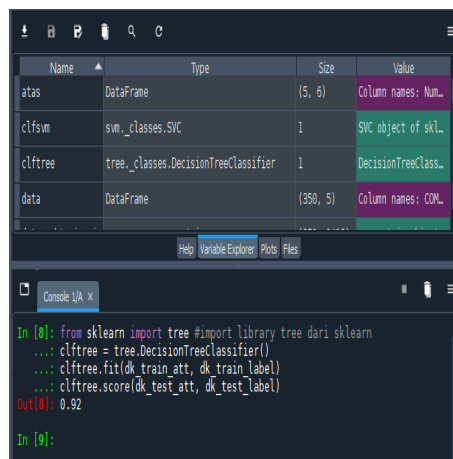 Name Type Size Value
atas DataFrame (5, 6) Column names: Num…
clfsvm svm._classes.SVC 1 SVC object of skl…
clftree tree._classes.DecisionTreeClassifier 1 DecisionTreeClass…
data DataFrame (350, 5) Column names: COM…
Help Variable Explorer Plots Files
Console 1/A ×
In [8]: from sklearn import tree #import library tree dari sklearn
...: clftree = tree.DecisionTreeClassifier()
...: clftree.fit(dk_train_att, dk_train_label)
...: clftree.score(dk_test_att, dk_test_label)
Out[8]: 0.92
In [9]: